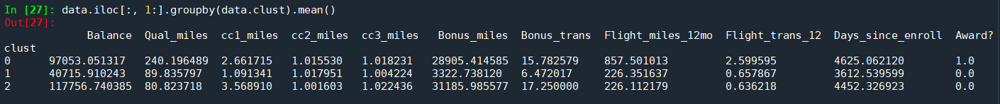 In [27]: data.iloc[:, 1:].groupby(data.clust).mean()
Out[27]:
Balance Qual_miles cc1_miles cc2_miles cc3_miles Bonus_miles Bonus_trans Flight_miles_12mo Flight_trans_12 Days_since_enroll Award?
clust
0 97053.051317 240.196489 2.661715 1.015530 1.018231 28905.414585 15.782579 857.501013 2.599595 4625.062120 1.0
1 40715.910243 89.835797 1.091341 1.017951 1.004224 3322.738120 6.472017 226.351637 0.657867 3612.539599 0.0
2 117756.740385 80.823718 3.568910 1.001603 1.022436 31185.985577 17.250000 226.112179 0.636218 4452.326923 0.0